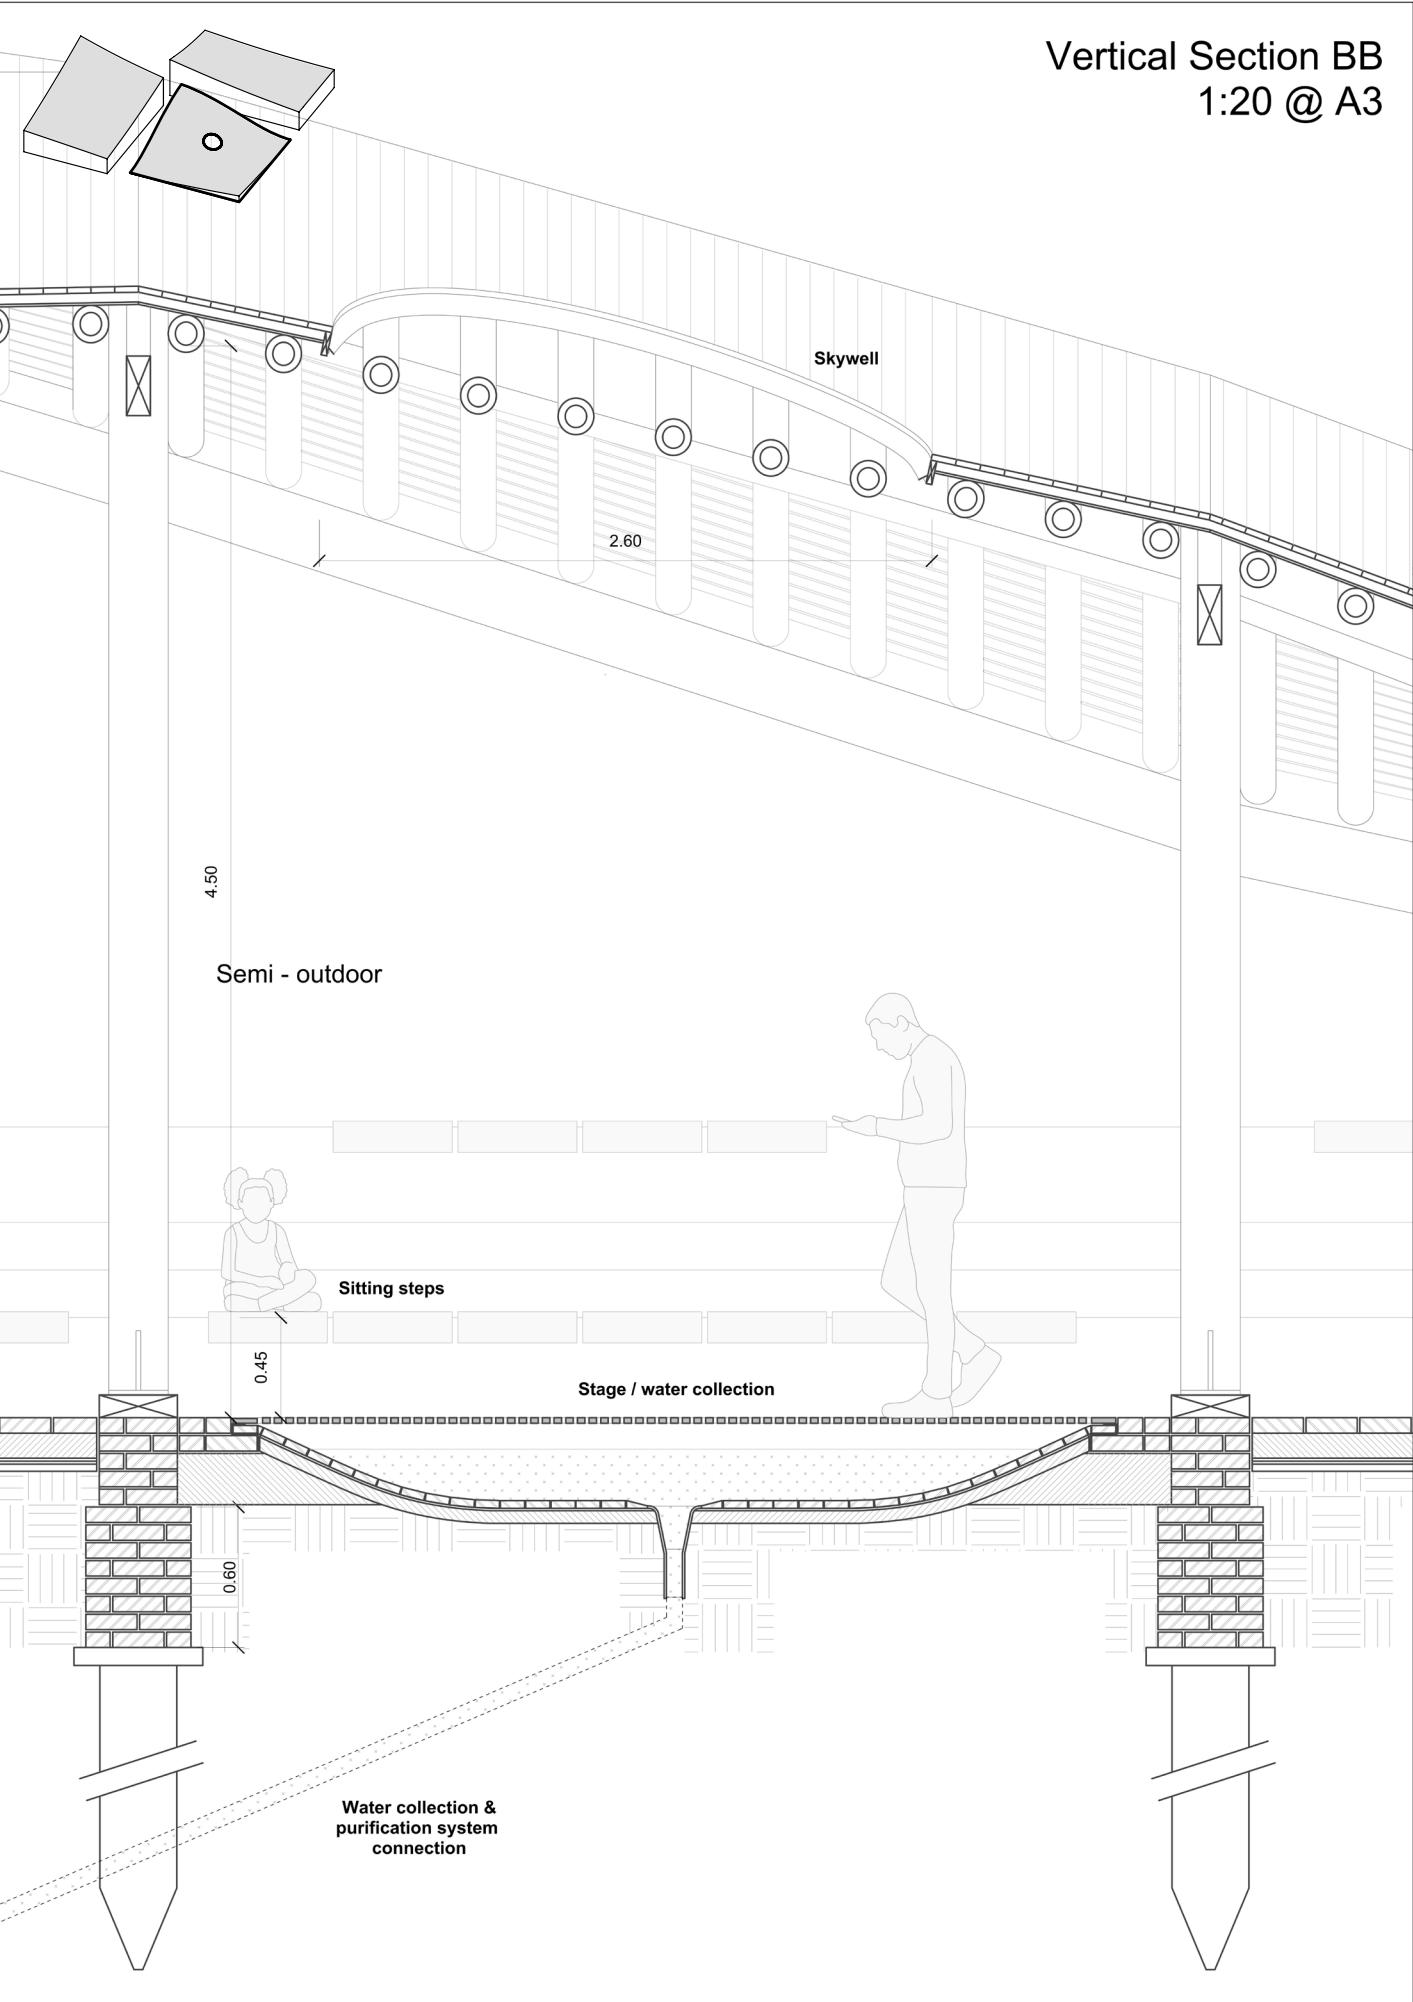 Vertical Section BB
1:20 @ A3
Skywell
2.60
4.50
Semi - outdoor
Sitting steps
0.45
Stage / water collection
0.60
Water collection &
purification system
connection